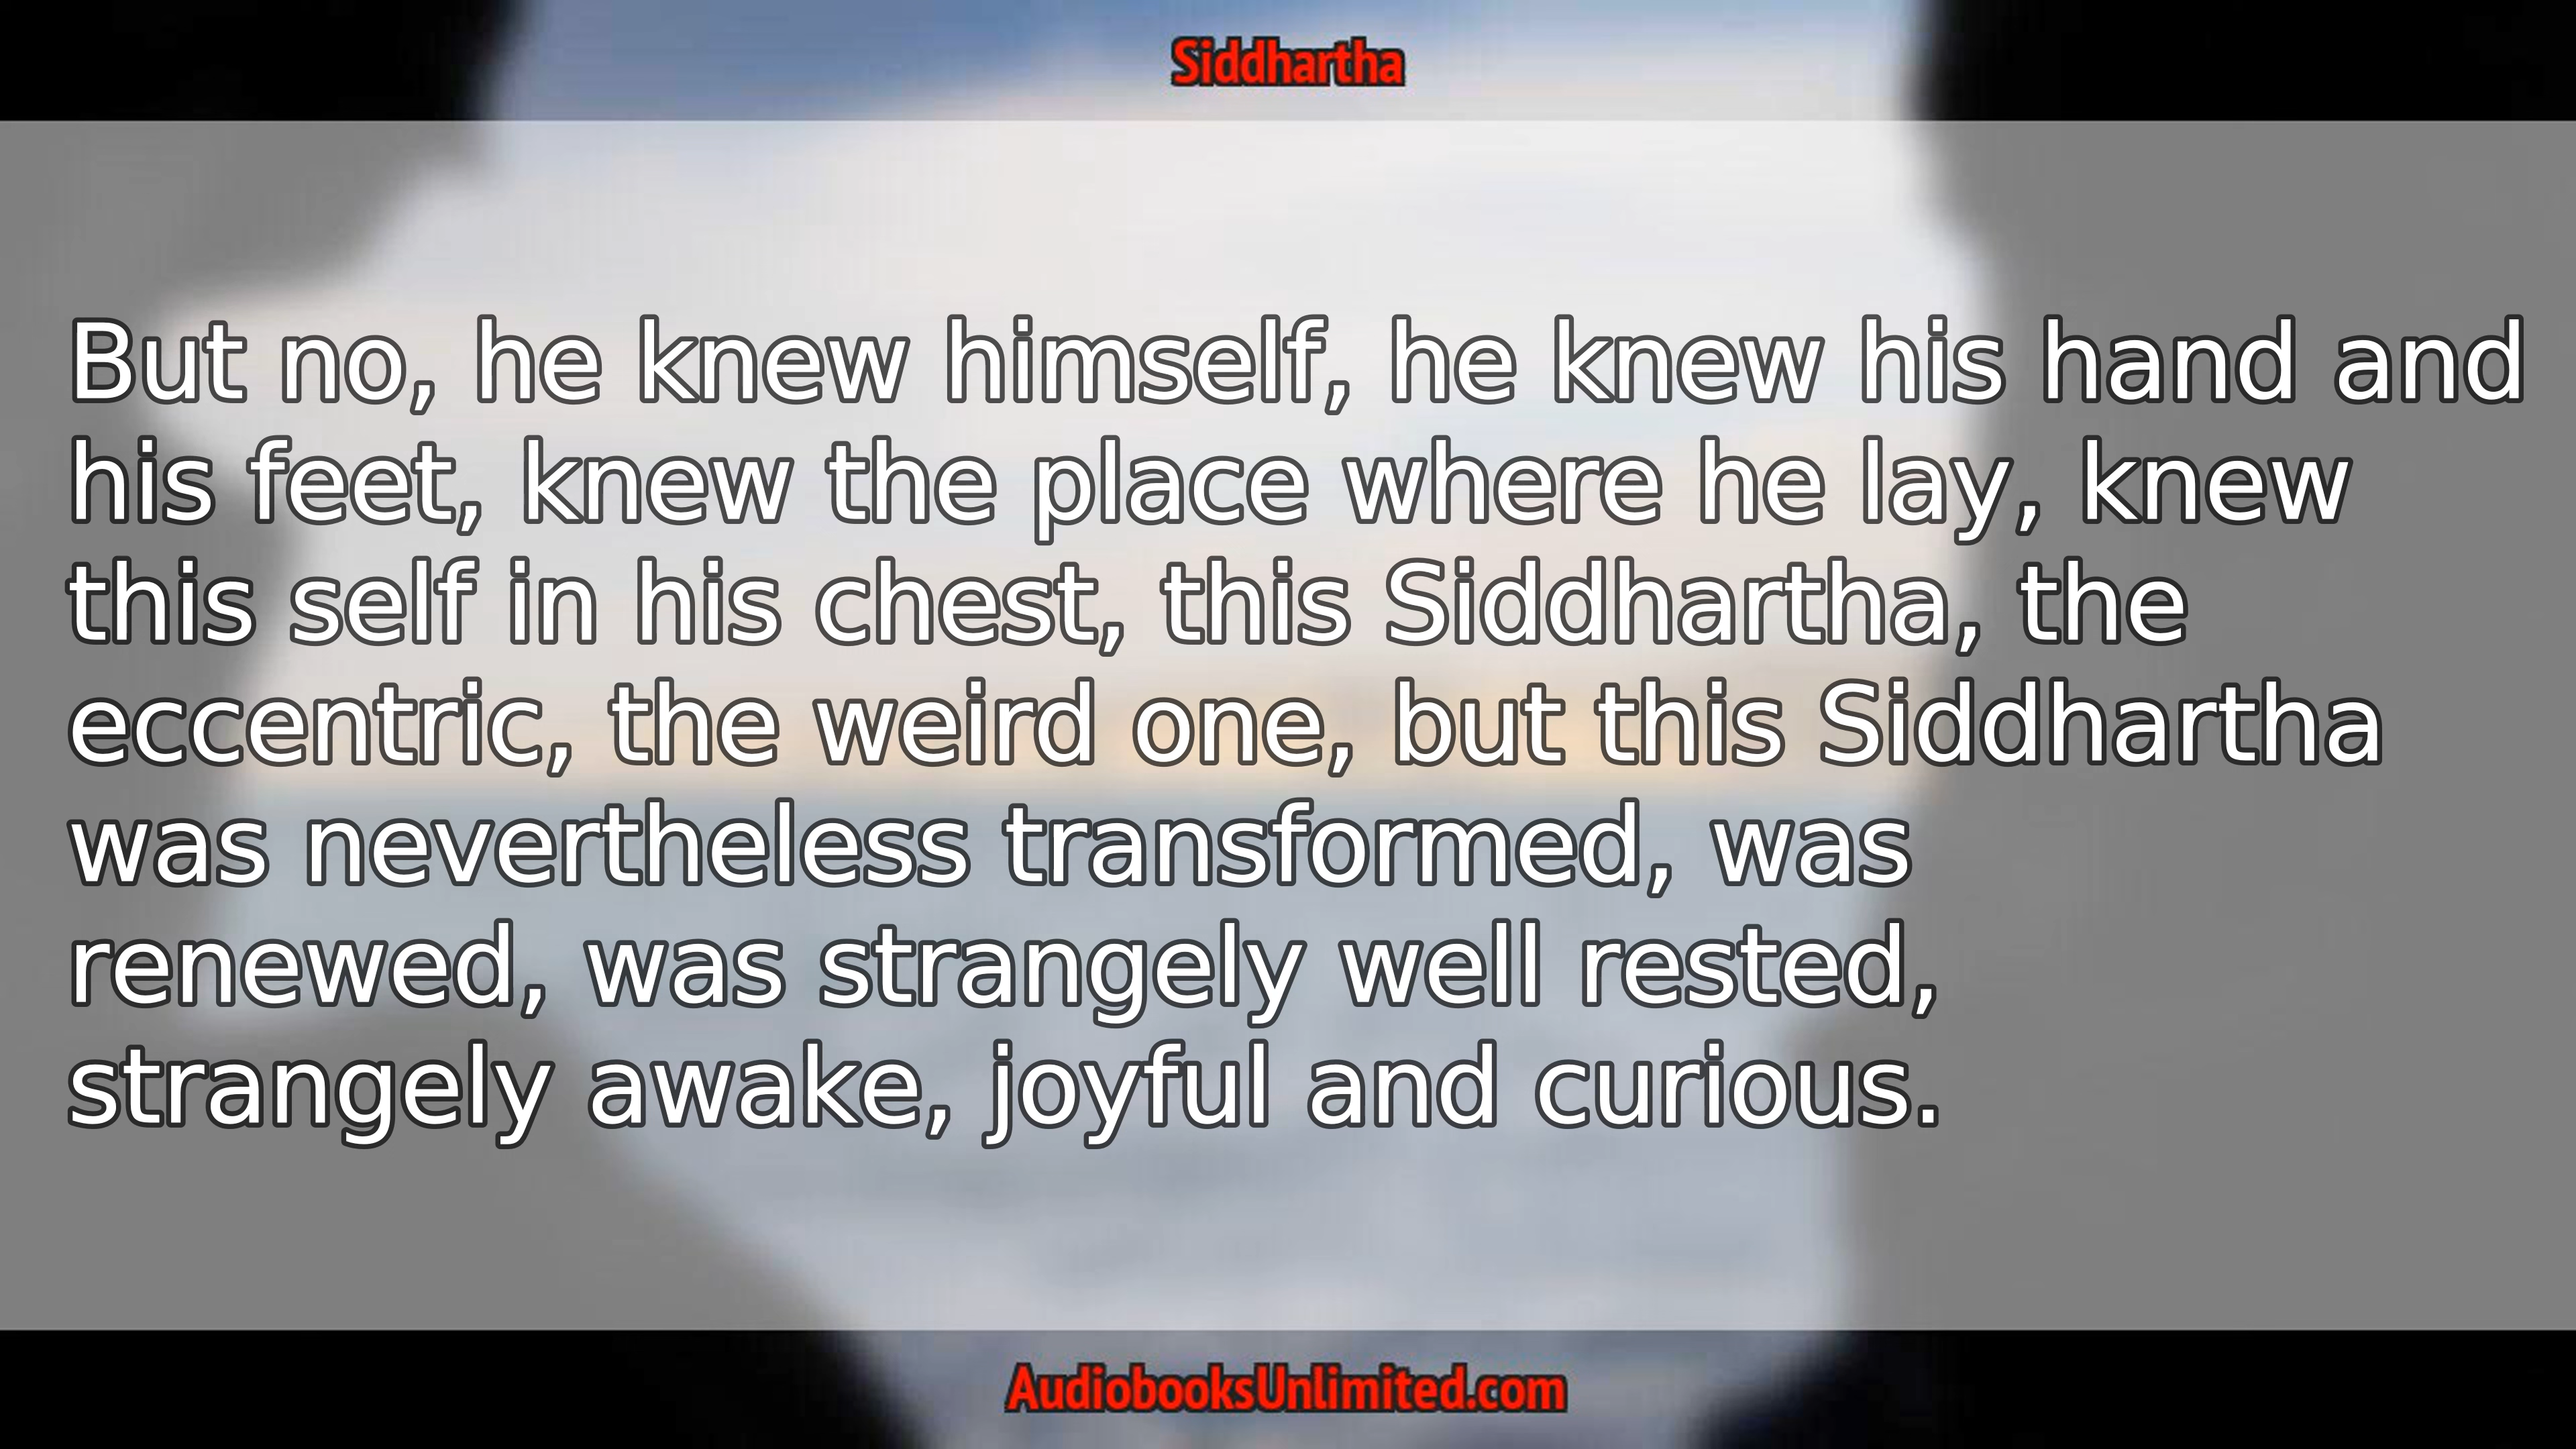 Siddhartha
But no, he knew himself, he knew his hand and
his feet, knew the place where he lay, knew
this self in his chest, this Siddhartha, the
eccentric, the weird one, but this Siddhartha
was nevertheless transformed, was
renewed, was strangely well rested,
strangely awake, joyful and curious.
AudiobooksUnlimited.com